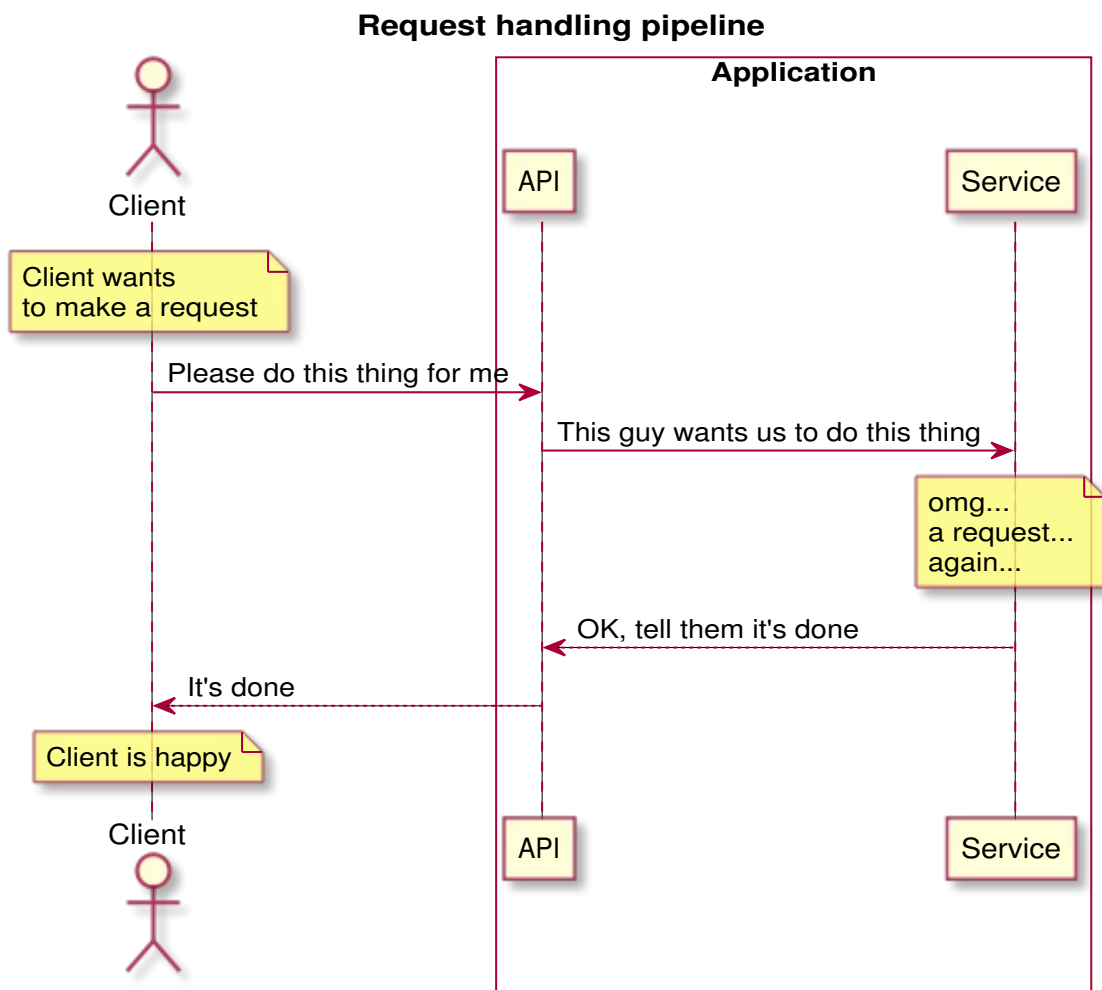 Request handling pipeline
Application
Client
API
Service
Client wants
to make a request
Please do this thing for me
This guy wants us to do this thing
omg...
a request...
again...
OK, tell them it's done
It's done
Client is happy
Client
API
Service